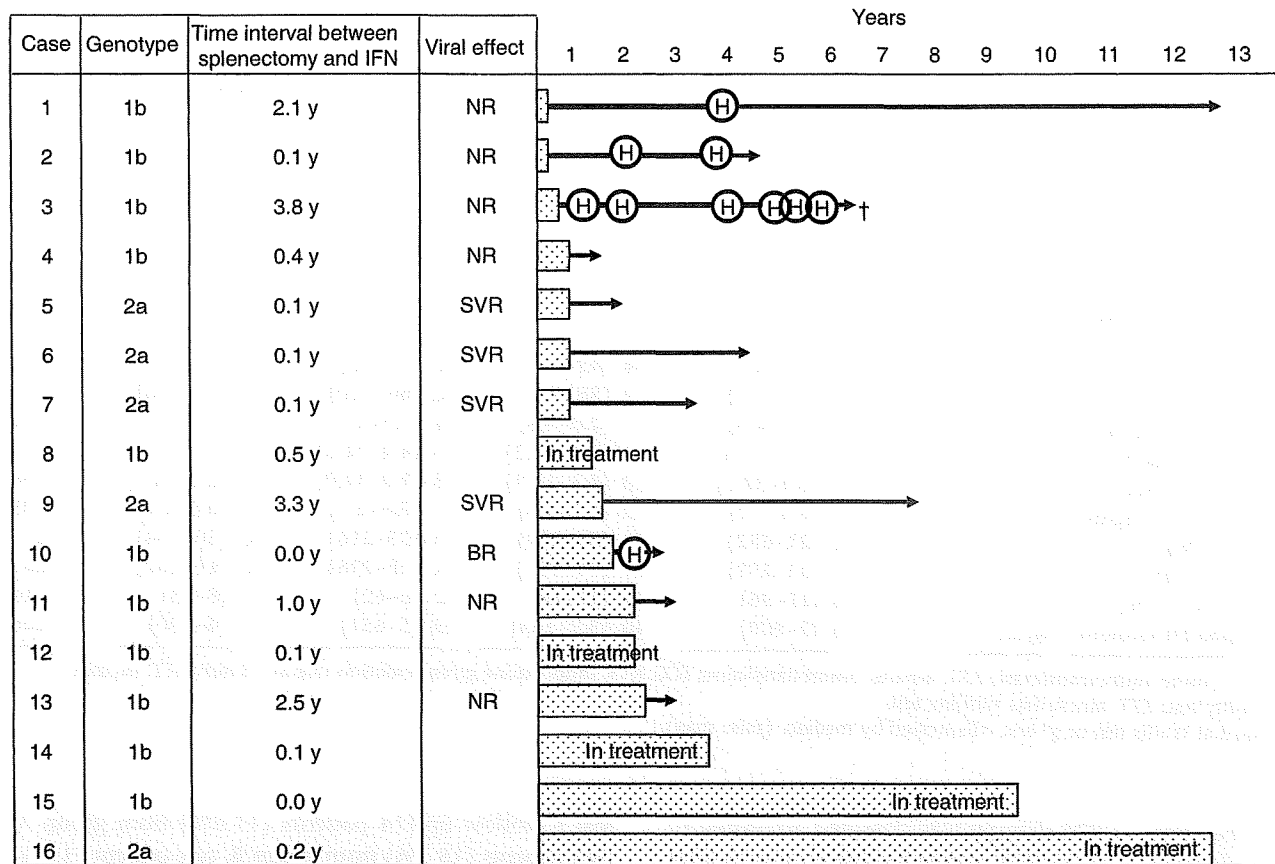 Years
Case Genotype Time interval between splenectomy and IFN Viral effect 1 2 3 4 5 6 7 8 9 10 11 12 13
1 1b 2.1 y NR H
2 1b 0.1 y NR H H
3 1b 3.8 y NR H H H H H H †
4 1b 0.4 y NR
5 2a 0.1 y SVR
6 2a 0.1 y SVR
7 2a 0.1 y SVR
8 1b 0.5 y In treatment
9 2a 3.3 y SVR
10 1b 0.0 y BR H
11 1b 1.0 y NR
12 1b 0.1 y In treatment
13 1b 2.5 y NR
14 1b 0.1 y In treatment
15 1b 0.0 y In treatment
16 2a 0.2 y In treatment